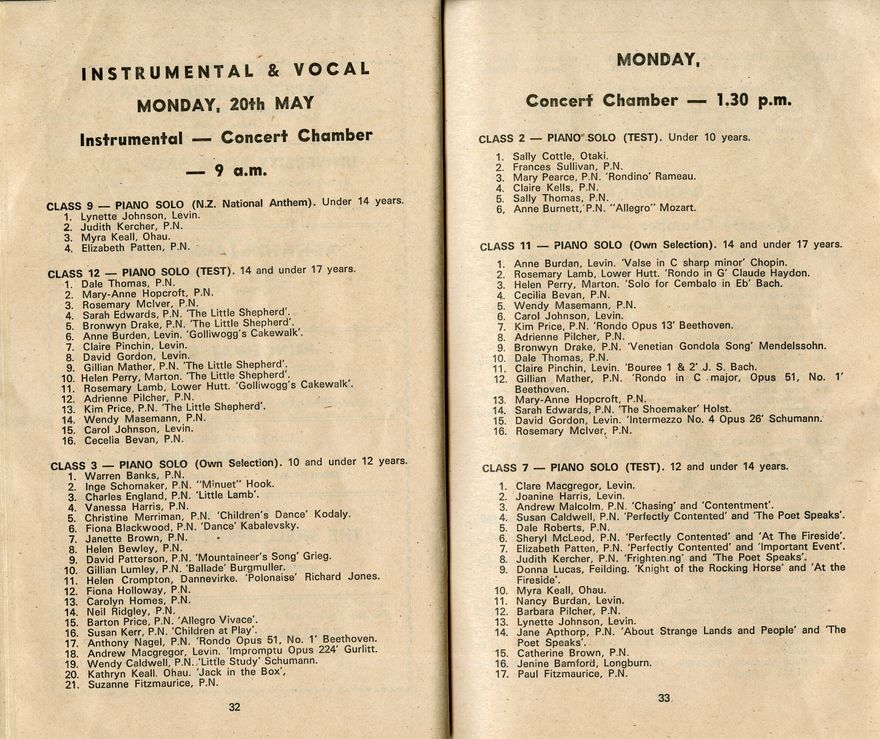 INSTRUMENTAL & VOCAL
MONDAY, 20th MAY
Instrumental — Concert Chamber
— 9 a.m.
CLASS 9 — PIANO SOLO (N.Z. National Anthem). Under 14 years.
1. Lynette Johnson, Levin.
2. Judith Kercher, P.N.
3. Myra Keall, Ohau.
4. Elizabeth Patten, P.N.
CLASS 12 — PIANO SOLO (TEST). 14 and under 17 years.
1. Dale Thomas, P.N.
2. Mary-Anne Hopcroft, P.N.
3. Rosemary McIver, P.N.
4. Sarah Edwards, P.N. 'The Little Shepherd'.
5. Bronwyn Drake, P.N. 'The Little Shepherd'.
6. Anne Burden, Levin. 'Golliwogg's Cakewalk'.
7. Claire Pinchin, Levin.
8. David Gordon, Levin.
9. Gillian Mather, P.N. 'The Little Shepherd'.
10. Helen Perry, Marton. 'The Little Shepherd'.
11. Rosemary Lamb, Lower Hutt. 'Golliwogg's Cakewalk'.
12. Adrienne Pilcher, P.N.
13. Kim Price, P.N. 'The Little Shepherd'.
14. Wendy Masemann, P.N.
15. Carol Johnson, Levin.
16. Cecelia Bevan, P.N.
CLASS 3 — PIANO SOLO (Own Selection). 10 and under 12 years.
1. Warren Banks, P.N.
2. Inge Schomaker, P.N. "Minuet" Hook.
3. Charles England, P.N. 'Little Lamb'.
4. Vanessa Harris, P.N.
5. Christine Merriman, P.N. 'Children's Dance' Kodaly.
6. Fiona Blackwood, P.N. 'Dance' Kabalevsky.
7. Janette Brown, P.N.
8. Helen Bewley, P.N.
9. David Patterson, P.N. 'Mountaineer's Song' Grieg.
10. Gillian Lumley, P.N. 'Ballade' Burgmuller.
11. Helen Crompton, Dannevirke. 'Polonaise' Richard Jones.
12. Fiona Holloway, P.N.
13. Carolyn Homes, P.N.
14. Neil Ridgley, P.N.
15. Barton Price, P.N. 'Allegro Vivace'.
16. Susan Kerr, P.N. 'Children at Play'.
17. Anthony Nagel, P.N. 'Rondo Opus 51, No. 1' Beethoven.
18. Andrew Macgregor, Levin. 'Impromptu Opus 224' Gurlitt.
19. Wendy Caldwell, P.N. 'Little Study' Schumann.
20. Kathryn Keall. Ohau. 'Jack in the Box',
21. Suzanne Fitzmaurice, P.N.
32
MONDAY,
Concert Chamber — 1.30 p.m.
CLASS 2 — PIANO SOLO (TEST). Under 10 years.
1. Sally Cottle, Otaki.
2. Frances Sullivan, P.N.
3. Mary Pearce, P.N. 'Rondino' Rameau.
4. Claire Kells, P.N.
5. Sally Thomas, P.N.
6, Anne Burnett, P.N. "Allegro" Mozart.
CLASS 11 — PIANO SOLO (Own Selection). 14 and under 17 years.
1. Anne Burdan, Levin. 'Valse in C sharp minor' Chopin.
2. Rosemary Lamb, Lower Hutt. 'Rondo in G' Claude Haydon.
3. Helen Perry, Marton. 'Solo for Cembalo in Eb' Bach.
4. Cecilia Bevan, P.N.
5. Wendy Masemann, P.N.
6. Carol Johnson, Levin.
7. Kim Price, P.N. 'Rondo Opus 13' Beethoven.
8. Adrienne Pilcher, P.N.
9. Bronwyn Drake, P.N. 'Venetian Gondola Song' Mendelssohn.
10. Dale Thomas, P.N.
11. Claire Pinchin, Levin. 'Bouree 1 & 2' J. S. Bach.
12. Gillian Mather, P.N. 'Rondo in C major, Opus 51, No. 1'
Beethoven.
13. Mary-Anne Hopcroft, P.N.
14. Sarah Edwards, P.N. 'The Shoemaker' Holst.
15. David Gordon, Levin. 'Intermezzo No. 4 Opus 26' Schumann.
16. Rosemary McIver, P.N.
CLASS 7 — PIANO SOLO (TEST). 12 and under 14 years.
1. Clare Macgregor, Levin.
2. Joanine Harris, Levin.
3. Andrew Malcolm, P.N. 'Chasing' and 'Contentment'.
4. Susan Caldwell, P.N. 'Perfectly Contented' and 'The Poet Speaks'.
5. Dale Roberts, P.N.
6. Sheryl McLeod, P.N. 'Perfectly Contented' and 'At The Fireside'.
7. Elizabeth Patten, P.N. 'Perfectly Contented' and 'Important Event'.
8. Judith Kercher, P.N. 'Frighten.ng' and 'The Poet Speaks'.
9. Donna Lucas, Feilding. 'Knight of the Rocking Horse' and 'At the
Fireside'.
10. Myra Keall, Ohau.
11. Nancy Burdan, Levin.
12. Barbara Pilcher, P.N.
13. Lynette Johnson, Levin.
14. Jane Apthorp, P.N. 'About Strange Lands and People' and 'The
Poet Speaks'.
15. Catherine Brown, P.N.
16. Jenine Bamford, Longburn.
17. Paul Fitzmaurice, P.N.
33